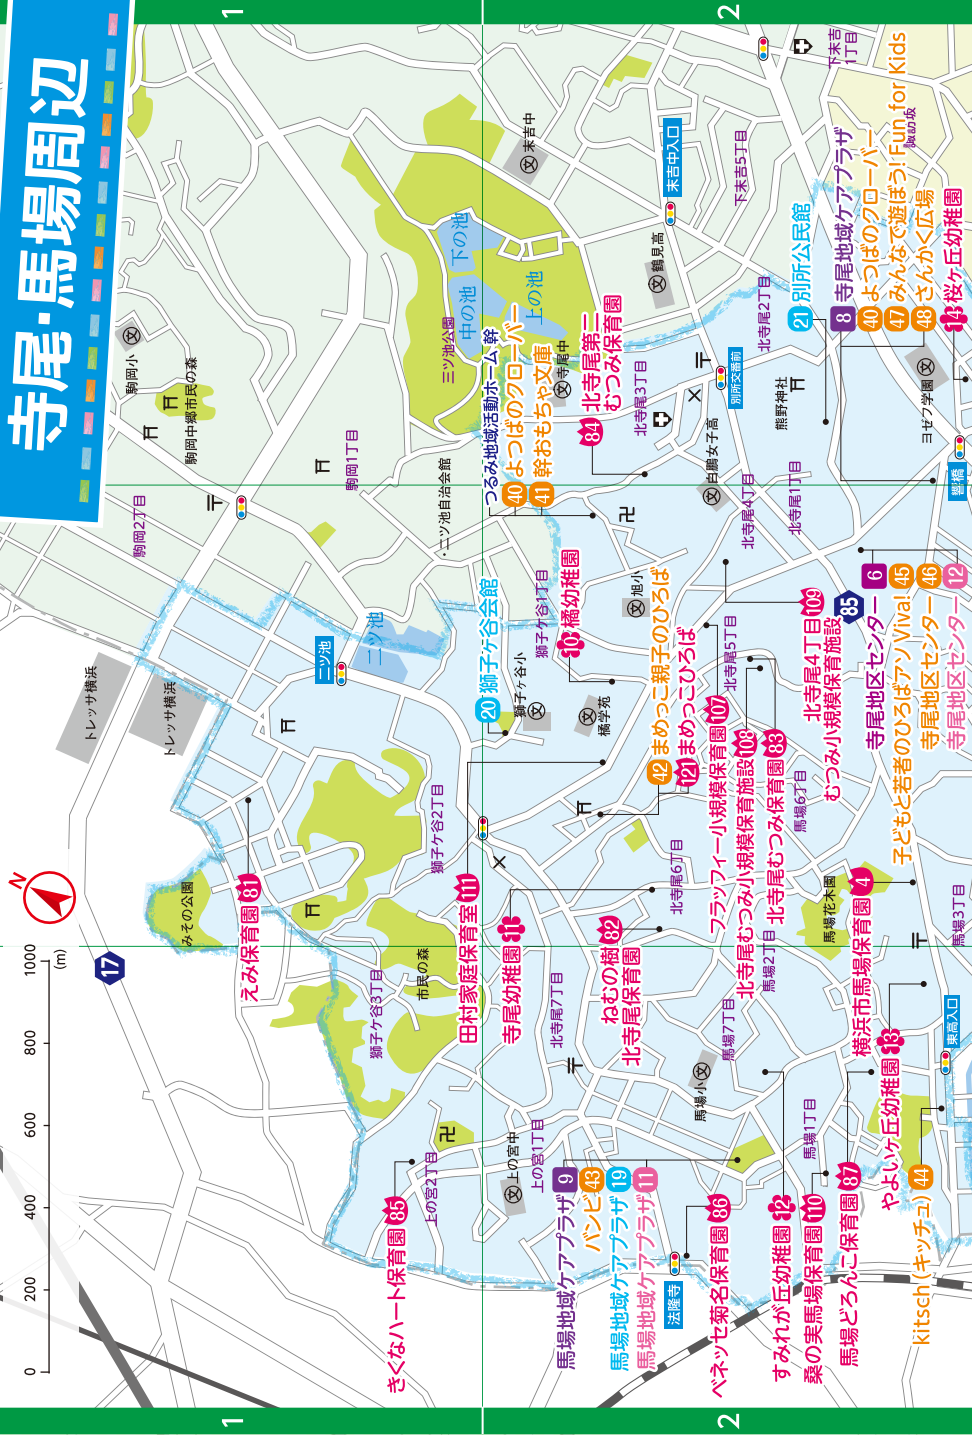 寺尾・馬場周辺
1
2
駒岡小
文
駒岡中郷市民の森
駒岡2丁目
駒岡1丁目
三ツ池公園
下の池
中の池
上の池
文
末吉中
末吉中入口
下末吉5丁目
下末吉
1丁目
諏訪坂
文
鶴見高
・二ツ池自治会館
つるみ地域活動ホーム幹
40 よつばのクローバー
41 幹おもちゃ文庫
文
寺尾中
84 北寺尾第二
むつみ保育園
北寺尾3丁目
北寺尾2丁目
別所交番前
熊野神社
文
白鵬女子高
北寺尾4丁目
北寺尾1丁目
21 別所公民館
8 寺尾地域ケアプラザ
40 よつばのクローバー
47 みんなで遊ぼう! Fun for Kids
48 さんかく広場
14 桜ヶ丘幼稚園
文
ヨゼフ学園
響橋
トレッサ横浜
トレッサ横浜
二ツ池
二ツ池
20 獅子ヶ谷会館
獅子ヶ谷小
文
獅子ケ谷1丁目
10 橘幼稚園
橘学苑
文
文
旭小
42 まめっこ親子のひろば
121 まめっこひろば
フラッフィー小規模保育園 107
北寺尾むつみ小規模保育施設 108
北寺尾むつみ保育園 83
北寺尾5丁目
北寺尾4丁目 109
むつみ小規模保育施設
85
寺尾地区センター 6
子どもと若者のひろばアソVIVA! 45
寺尾地区センター 46
寺尾地区センター 12
N
みその公園
えみ保育園 81
獅子ケ谷2丁目
獅子ケ谷3丁目
市民の森
田村家庭保育室 111
寺尾幼稚園 11
ねむの樹 82
北寺尾保育園
北寺尾6丁目
北寺尾7丁目
馬場6丁目
馬場花木園
馬場2丁目
馬場3丁目
馬場7丁目
横浜市馬場保育園 4
やよいヶ丘幼稚園 13
東高入口
17
0
200
400
600
800
1000
(m)
きくなハート保育園 85
上の宮2丁目
文
上の宮中
上の宮1丁目
馬場小
文
馬場1丁目
馬場地域ケアプラザ 9
バンビ 43
馬場地域ケアプラザ 19
馬場地域ケアプラザ 11
法隆寺
ベネッセ菊名保育園 86
すみれが丘幼稚園 12
桑の実馬場保育園 110
馬場どろんこ保育園 87
kitsch(キッチュ) 44
1
2